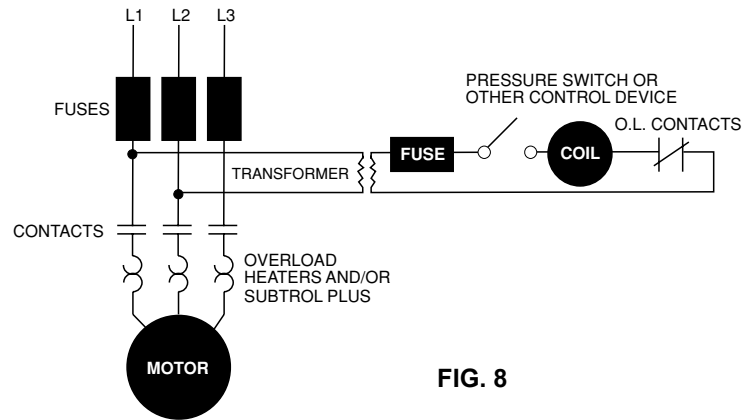 L1 L2 L3
FUSES
PRESSURE SWITCH OR
OTHER CONTROL DEVICE
O.L. CONTACTS
FUSE
COIL
TRANSFORMER
CONTACTS
OVERLOAD
HEATERS AND/OR
SUBTROL PLUS
MOTOR
FIG. 8